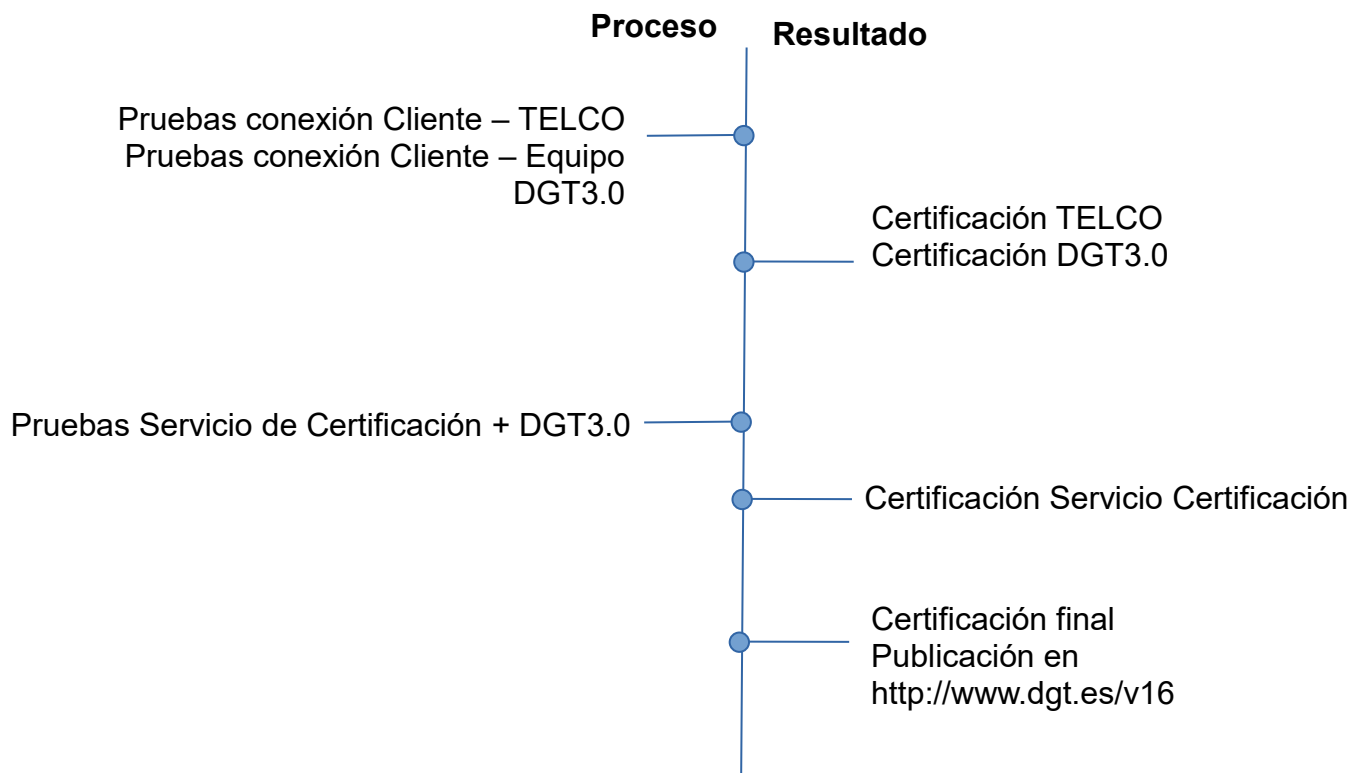 Proceso
Resultado
Pruebas conexión Cliente – TELCO
Pruebas conexión Cliente – Equipo
DGT3.0
Certificación TELCO
Certificación DGT3.0
Pruebas Servicio de Certificación + DGT3.0
Certificación Servicio Certificación
Certificación final
Publicación en
http://www.dgt.es/v16